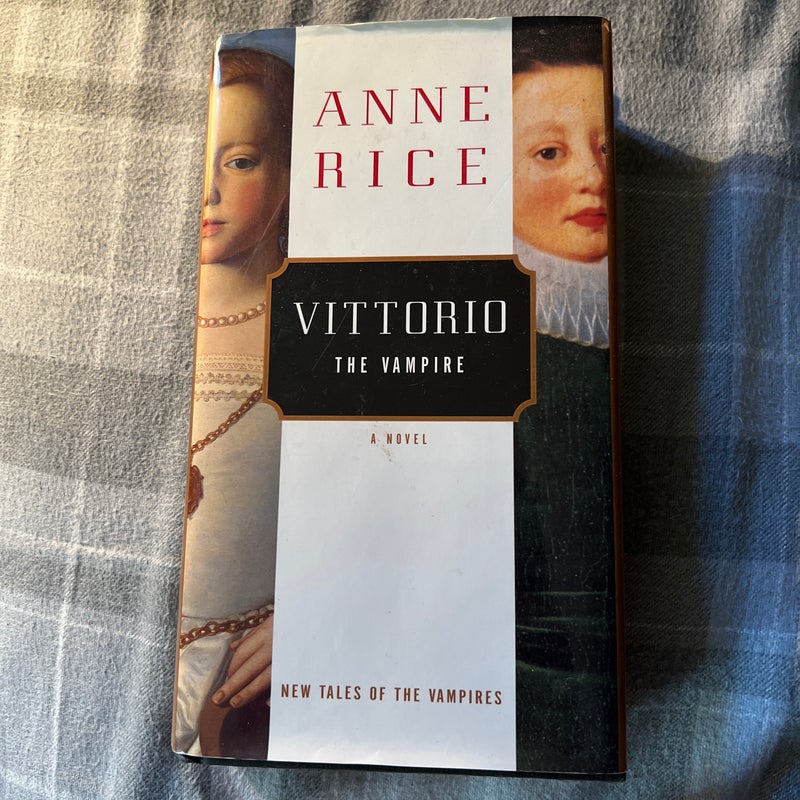 ANNE
RICE
VITTORIO
THE VAMPIRE
A NOVEL
NEW TALES OF THE VAMPIRES